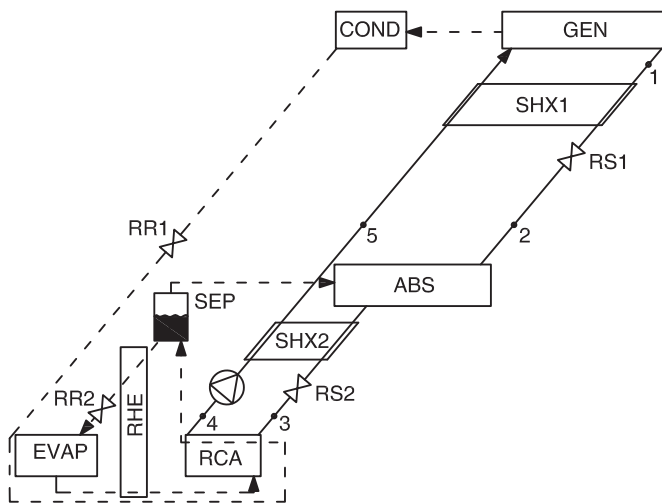 COND
GEN
1
SHX1
RS1
RR1
5
2
ABS
SEP
SHX2
RS2
RR2
RHE
4
3
EVAP
RCA